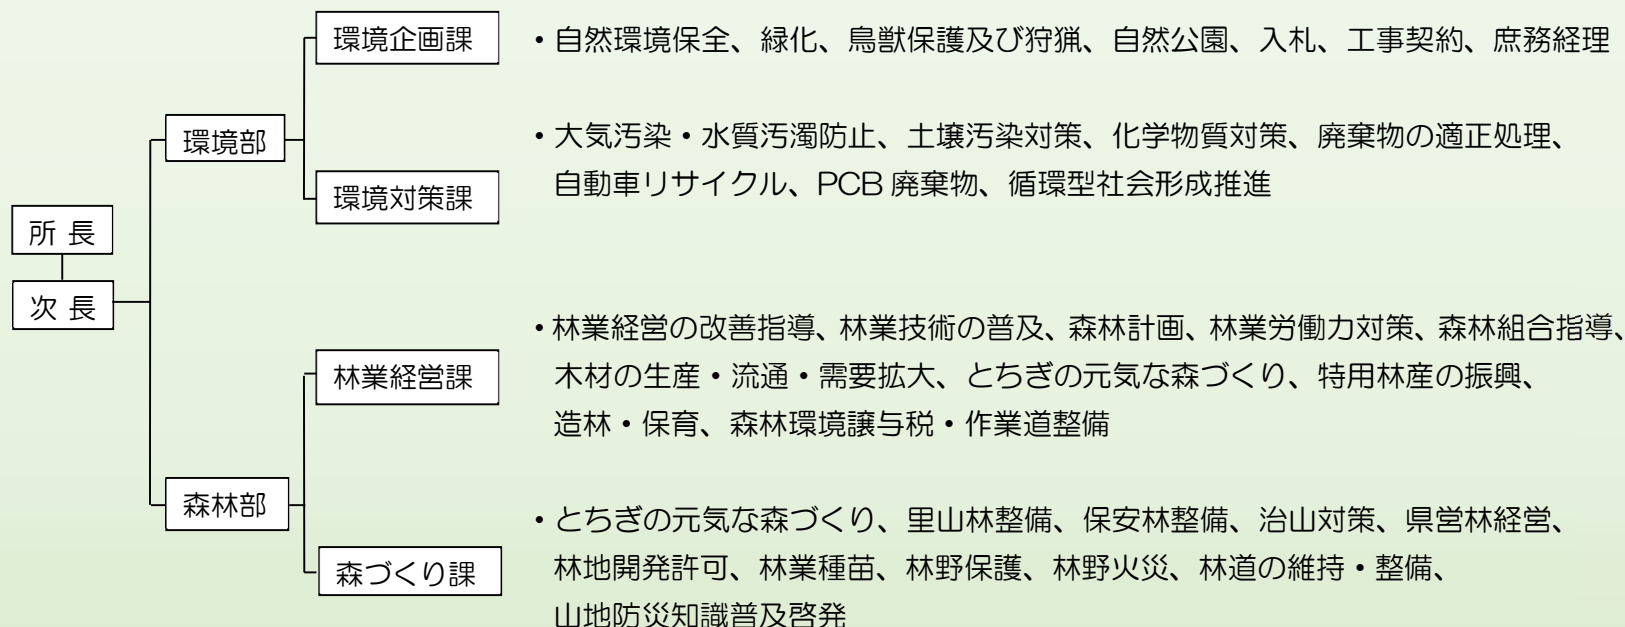 環境企画課
・自然環境保全、緑化、鳥獣保護及び狩猟、自然公園、入札、工事契約、庶務経理
環境部
・大気汚染・水質汚濁防止、土壌汚染対策、化学物質対策、廃棄物の適正処理、
自動車リサイクル、PCB 廃棄物、循環型社会形成推進
環境対策課
所 長
次 長
・林業経営の改善指導、林業技術の普及、森林計画、林業労働力対策、森林組合指導、
木材の生産・流通・需要拡大、とちぎの元気な森づくり、特用林産の振興、
造林・保育、森林環境譲与税・作業道整備
林業経営課
森林部
・とちぎの元気な森づくり、里山林整備、保安林整備、治山対策、県営林経営、
林地開発許可、林業種苗、林野保護、林野火災、林道の維持・整備、
山地防災知識普及啓発
森づくり課